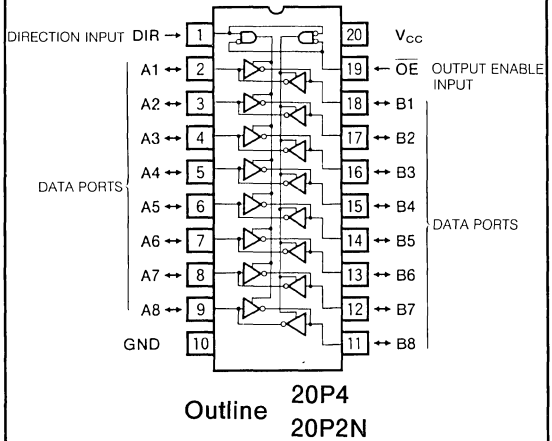 DIRECTION INPUT DIR → 1 20 VCC
A1 ↔ 2 19 ← OE OUTPUT ENABLE INPUT
A2 ↔ 3 18 ↔ B1
A3 ↔ 4 17 ↔ B2
A4 ↔ 5 16 ↔ B3
DATA PORTS
A5 ↔ 6 15 ↔ B4
A6 ↔ 7 14 ↔ B5
DATA PORTS
A7 ↔ 8 13 ↔ B6
A8 ↔ 9 12 ↔ B7
GND 10 11 ↔ B8
Outline 20P4
20P2N